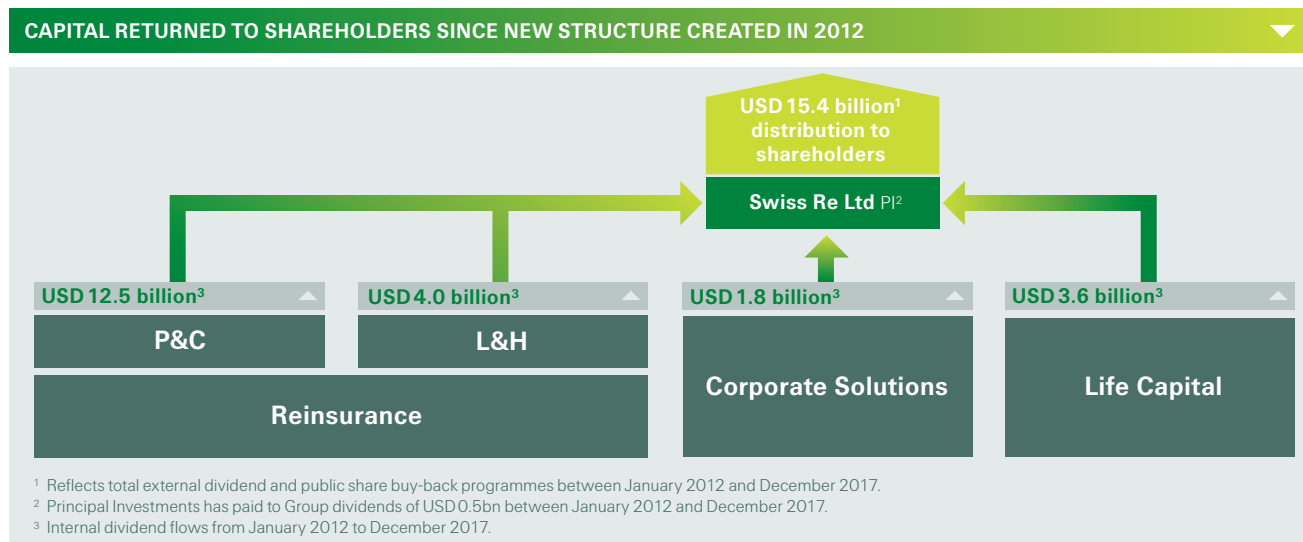 CAPITAL RETURNED TO SHAREHOLDERS SINCE NEW STRUCTURE CREATED IN 2012
USD 15.4 billion¹
distribution to
shareholders
Swiss Re Ltd PI²
USD 12.5 billion³
USD 4.0 billion³
USD 1.8 billion³
USD 3.6 billion³
P&C
L&H
Reinsurance
Corporate Solutions
Life Capital
¹ Reflects total external dividend and public share buy-back programmes between January 2012 and December 2017.
² Principal Investments has paid to Group dividends of USD 0.5bn between January 2012 and December 2017.
³ Internal dividend flows from January 2012 to December 2017.